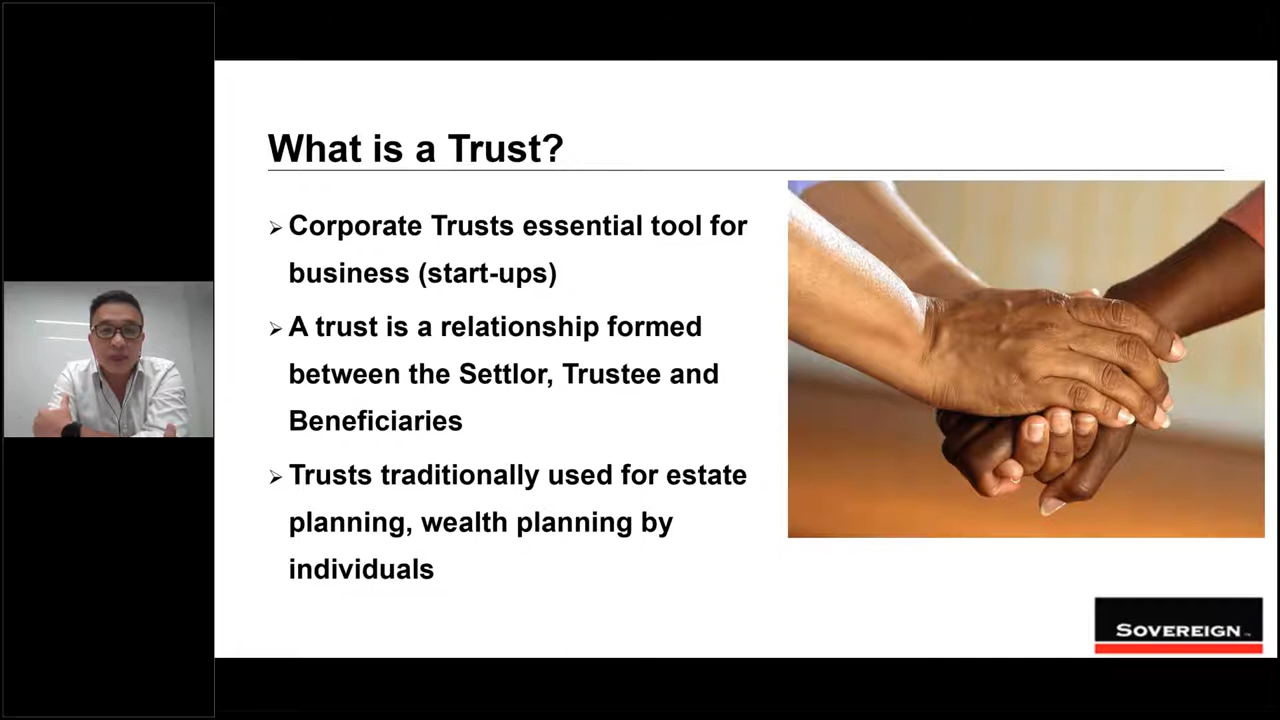 What is a Trust?
➢ Corporate Trusts essential tool for
business (start-ups)
➢ A trust is a relationship formed
between the Settlor, Trustee and
Beneficiaries
➢ Trusts traditionally used for estate
planning, wealth planning by
individuals
SOVEREIGN™